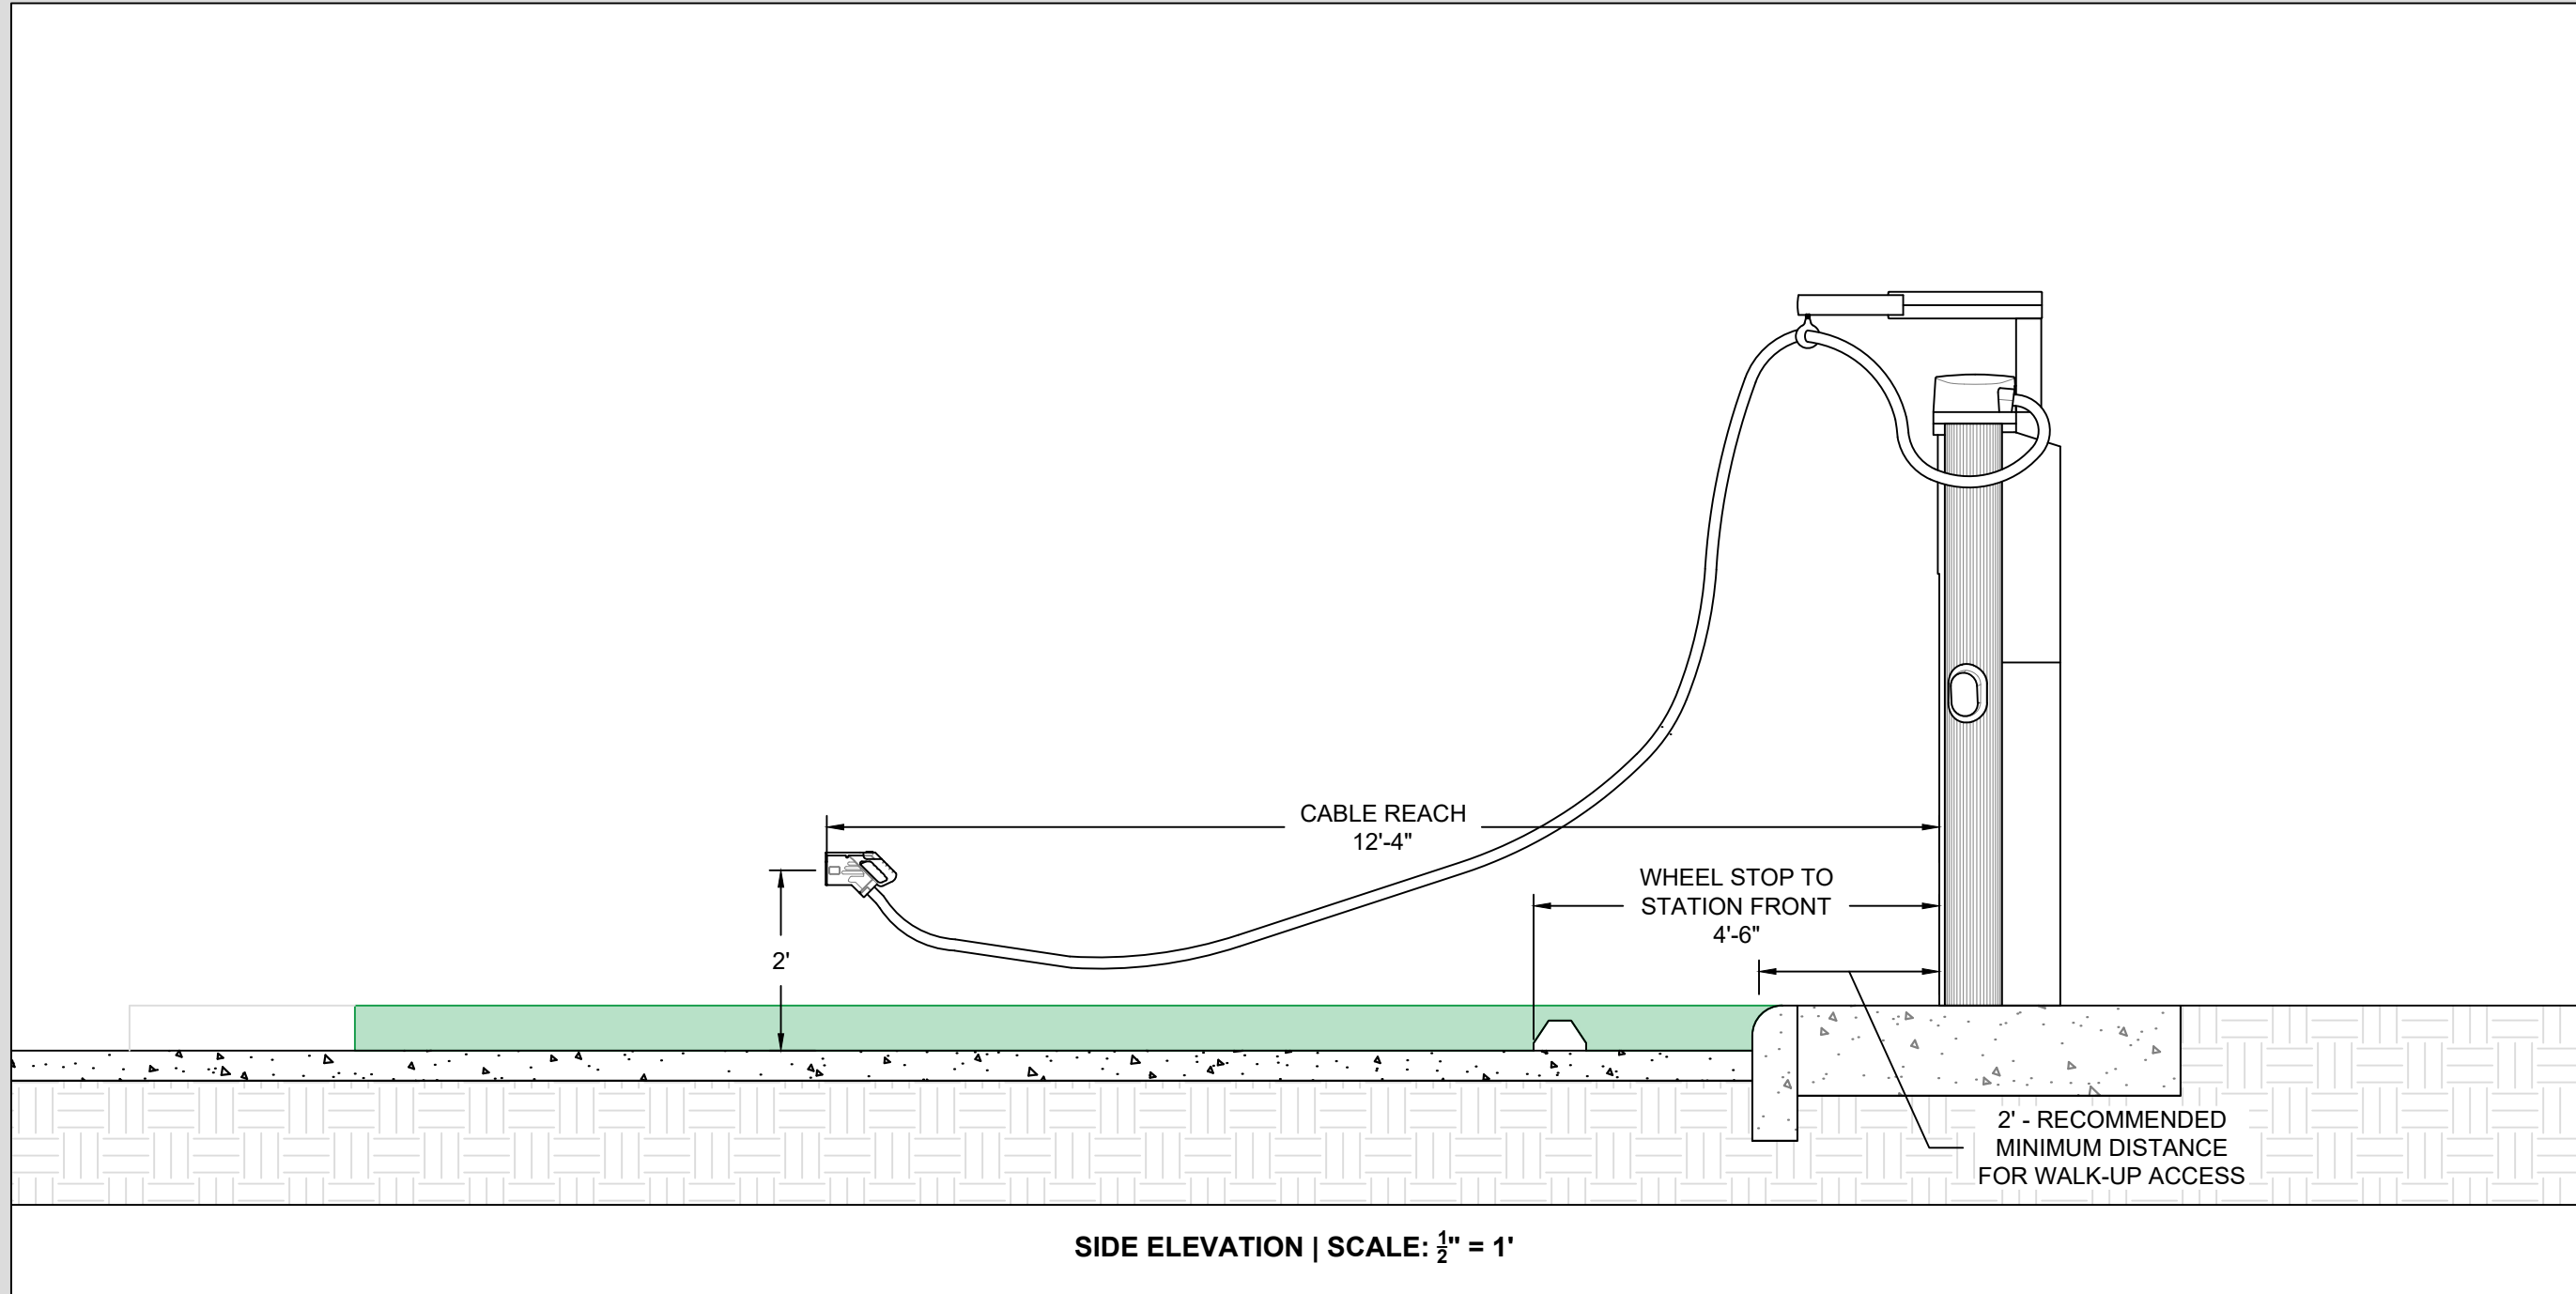 CABLE REACH
12'-4"
WHEEL STOP TO
STATION FRONT
4'-6"
2'
2' - RECOMMENDED
MINIMUM DISTANCE
FOR WALK-UP ACCESS
SIDE ELEVATION | SCALE: 1/2" = 1'